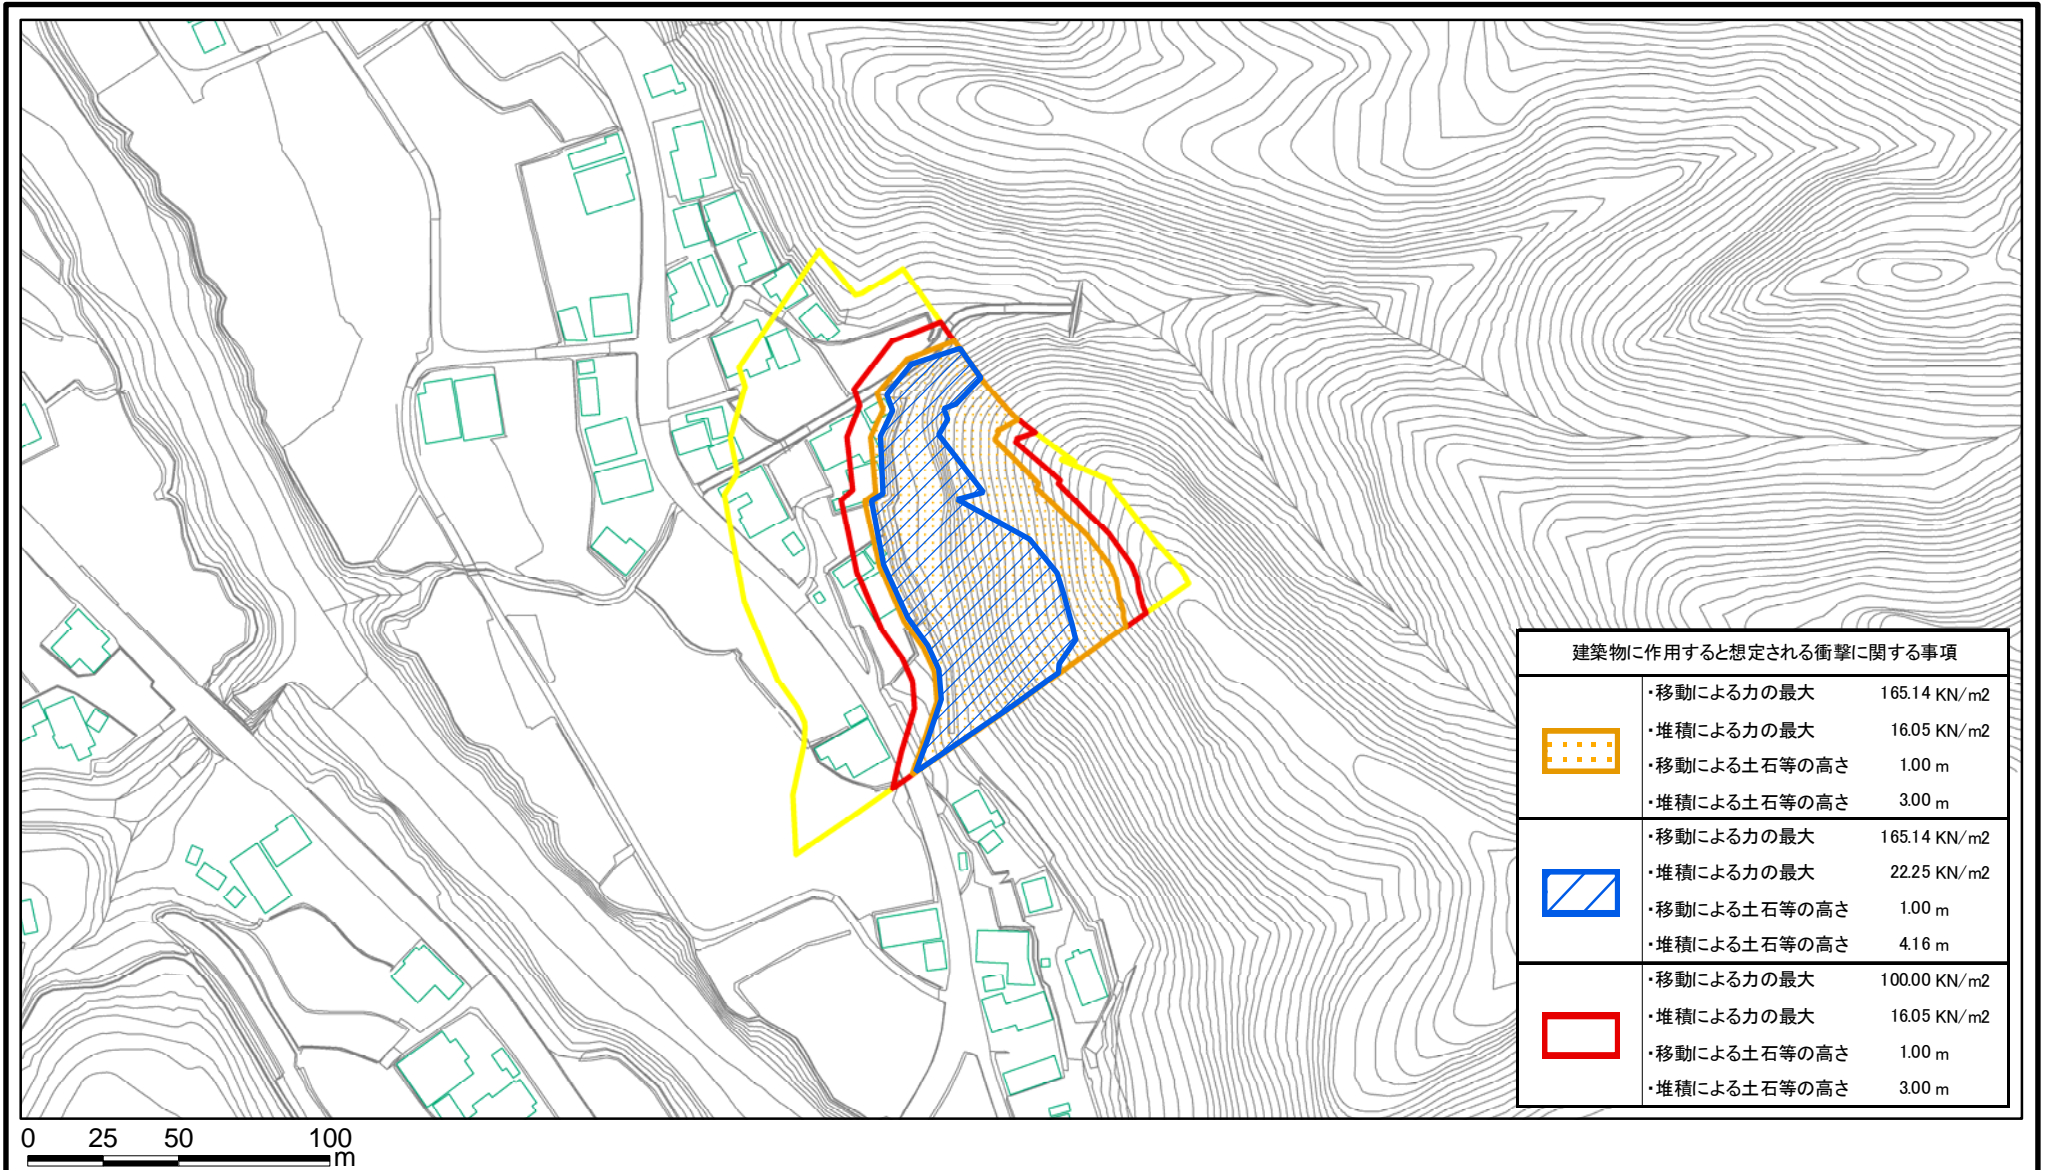 建築物に作用すると想定される衝撃に関する事項
・移動による力の最大 165.14 KN/m2
・堆積による力の最大 16.05 KN/m2
・移動による土石等の高さ 1.00 m
・堆積による土石等の高さ 3.00 m
・移動による力の最大 165.14 KN/m2
・堆積による力の最大 22.25 KN/m2
・移動による土石等の高さ 1.00 m
・堆積による土石等の高さ 4.16 m
・移動による力の最大 100.00 KN/m2
・堆積による力の最大 16.05 KN/m2
・移動による土石等の高さ 1.00 m
・堆積による土石等の高さ 3.00 m
0 25 50 100
m